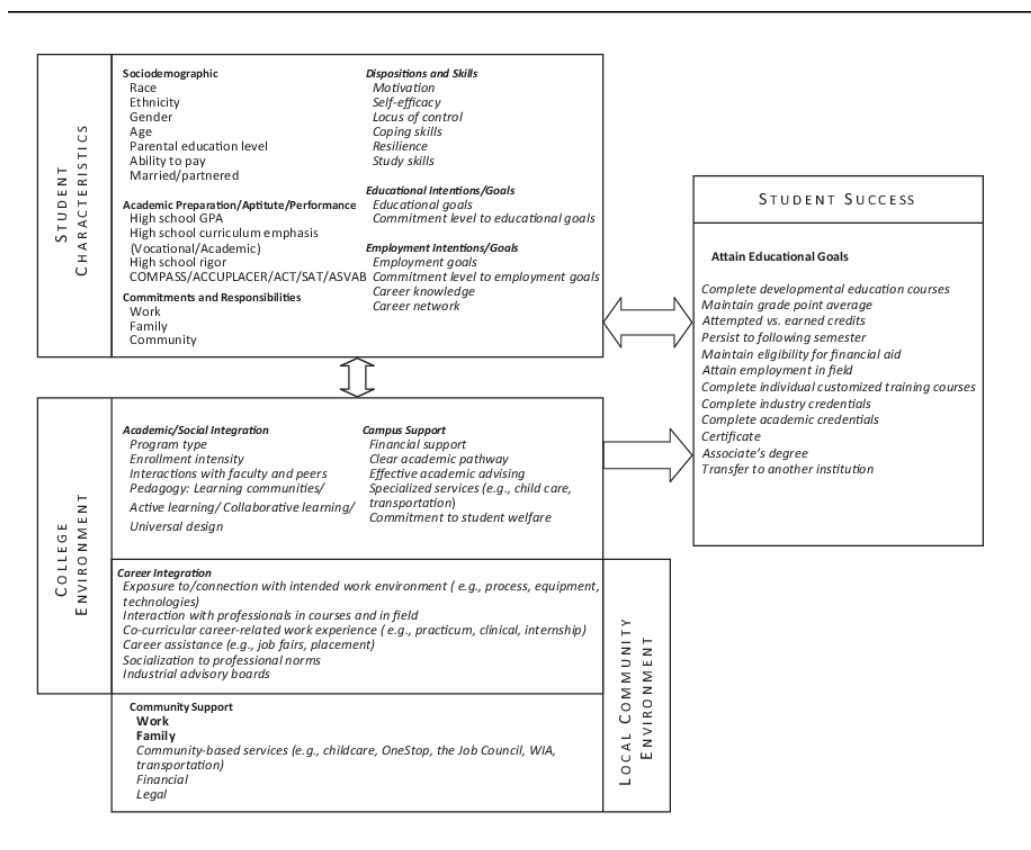 STUDENT
CHARACTERISTICS
Sociodemographic
Race
Ethnicity
Gender
Age
Parental education level
Ability to pay
Married/partnered
Academic Preparation/Aptitute/Performance
High school GPA
High school curriculum emphasis
(Vocational/Academic)
High school rigor
COMPASS/ACCUPLACER/ACT/SAT/ASVAB
Commitments and Responsibilities
Work
Family
Community
Dispositions and Skills
Motivation
Self-efficacy
Locus of control
Coping skills
Resilience
Study skills
Educational Intentions/Goals
Educational goals
Commitment level to educational goals
Employment Intentions/Goals
Employment goals
Commitment level to employment goals
Career knowledge
Career network
COLLEGE
ENVIRONMENT
Academic/Social Integration
Program type
Enrollment intensity
Interactions with faculty and peers
Pedagogy: Learning communities/
Active learning/ Collaborative learning/
Universal design
Campus Support
Financial support
Clear academic pathway
Effective academic advising
Specialized services (e.g., child care,
transportation)
Commitment to student welfare
Career Integration
Exposure to/connection with intended work environment ( e.g., process, equipment,
technologies)
Interaction with professionals in courses and in field
Co-curricular career-related work experience ( e.g., practicum, clinical, internship)
Career assistance (e.g., job fairs, placement)
Socialization to professional norms
Industrial advisory boards
Community Support
Work
Family
Community-based services (e.g., childcare, OneStop, the Job Council, WIA,
transportation)
Financial
Legal
LOCAL COMMUNITY
ENVIRONMENT
STUDENT SUCCESS
Attain Educational Goals
Complete developmental education courses
Maintain grade point average
Attempted vs. earned credits
Persist to following semester
Maintain eligibility for financial aid
Attain employment in field
Complete individual customized training courses
Complete industry credentials
Complete academic credentials
Certificate
Associate's degree
Transfer to another institution